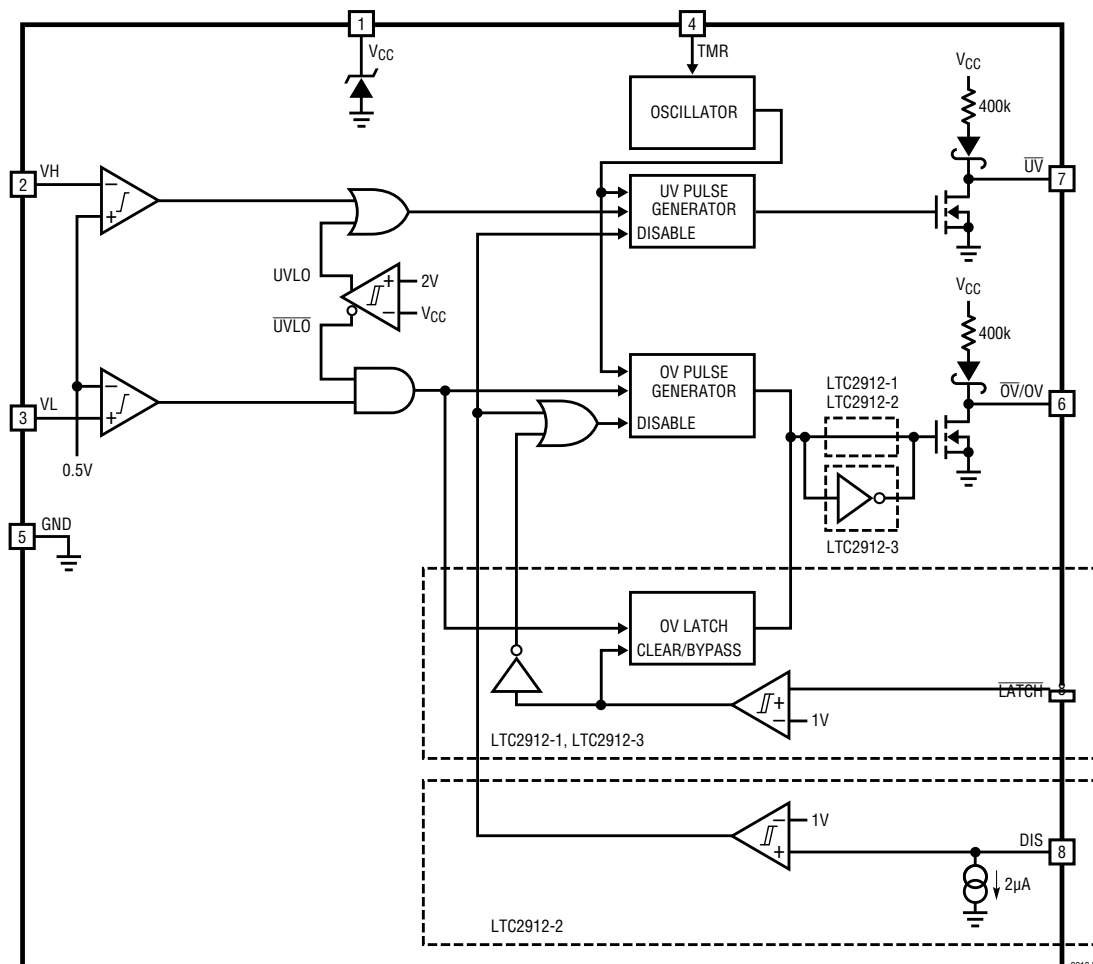 1
4
VCC
TMR
VCC
400k
OSCILLATOR
2
VH
−
+
UV PULSE
GENERATOR
DISABLE
UV
7
UVLO
+
2V
−
VCC
UVLO
VCC
400k
3
VL
−
+
0.5V
OV PULSE
GENERATOR
DISABLE
LTC2912-1
LTC2912-2
OV/OV
6
5
GND
LTC2912-3
OV LATCH
CLEAR/BYPASS
LATCH
+
−
1V
LTC2912-1, LTC2912-3
−
1V
+
DIS
8
2µA
LTC2912-2